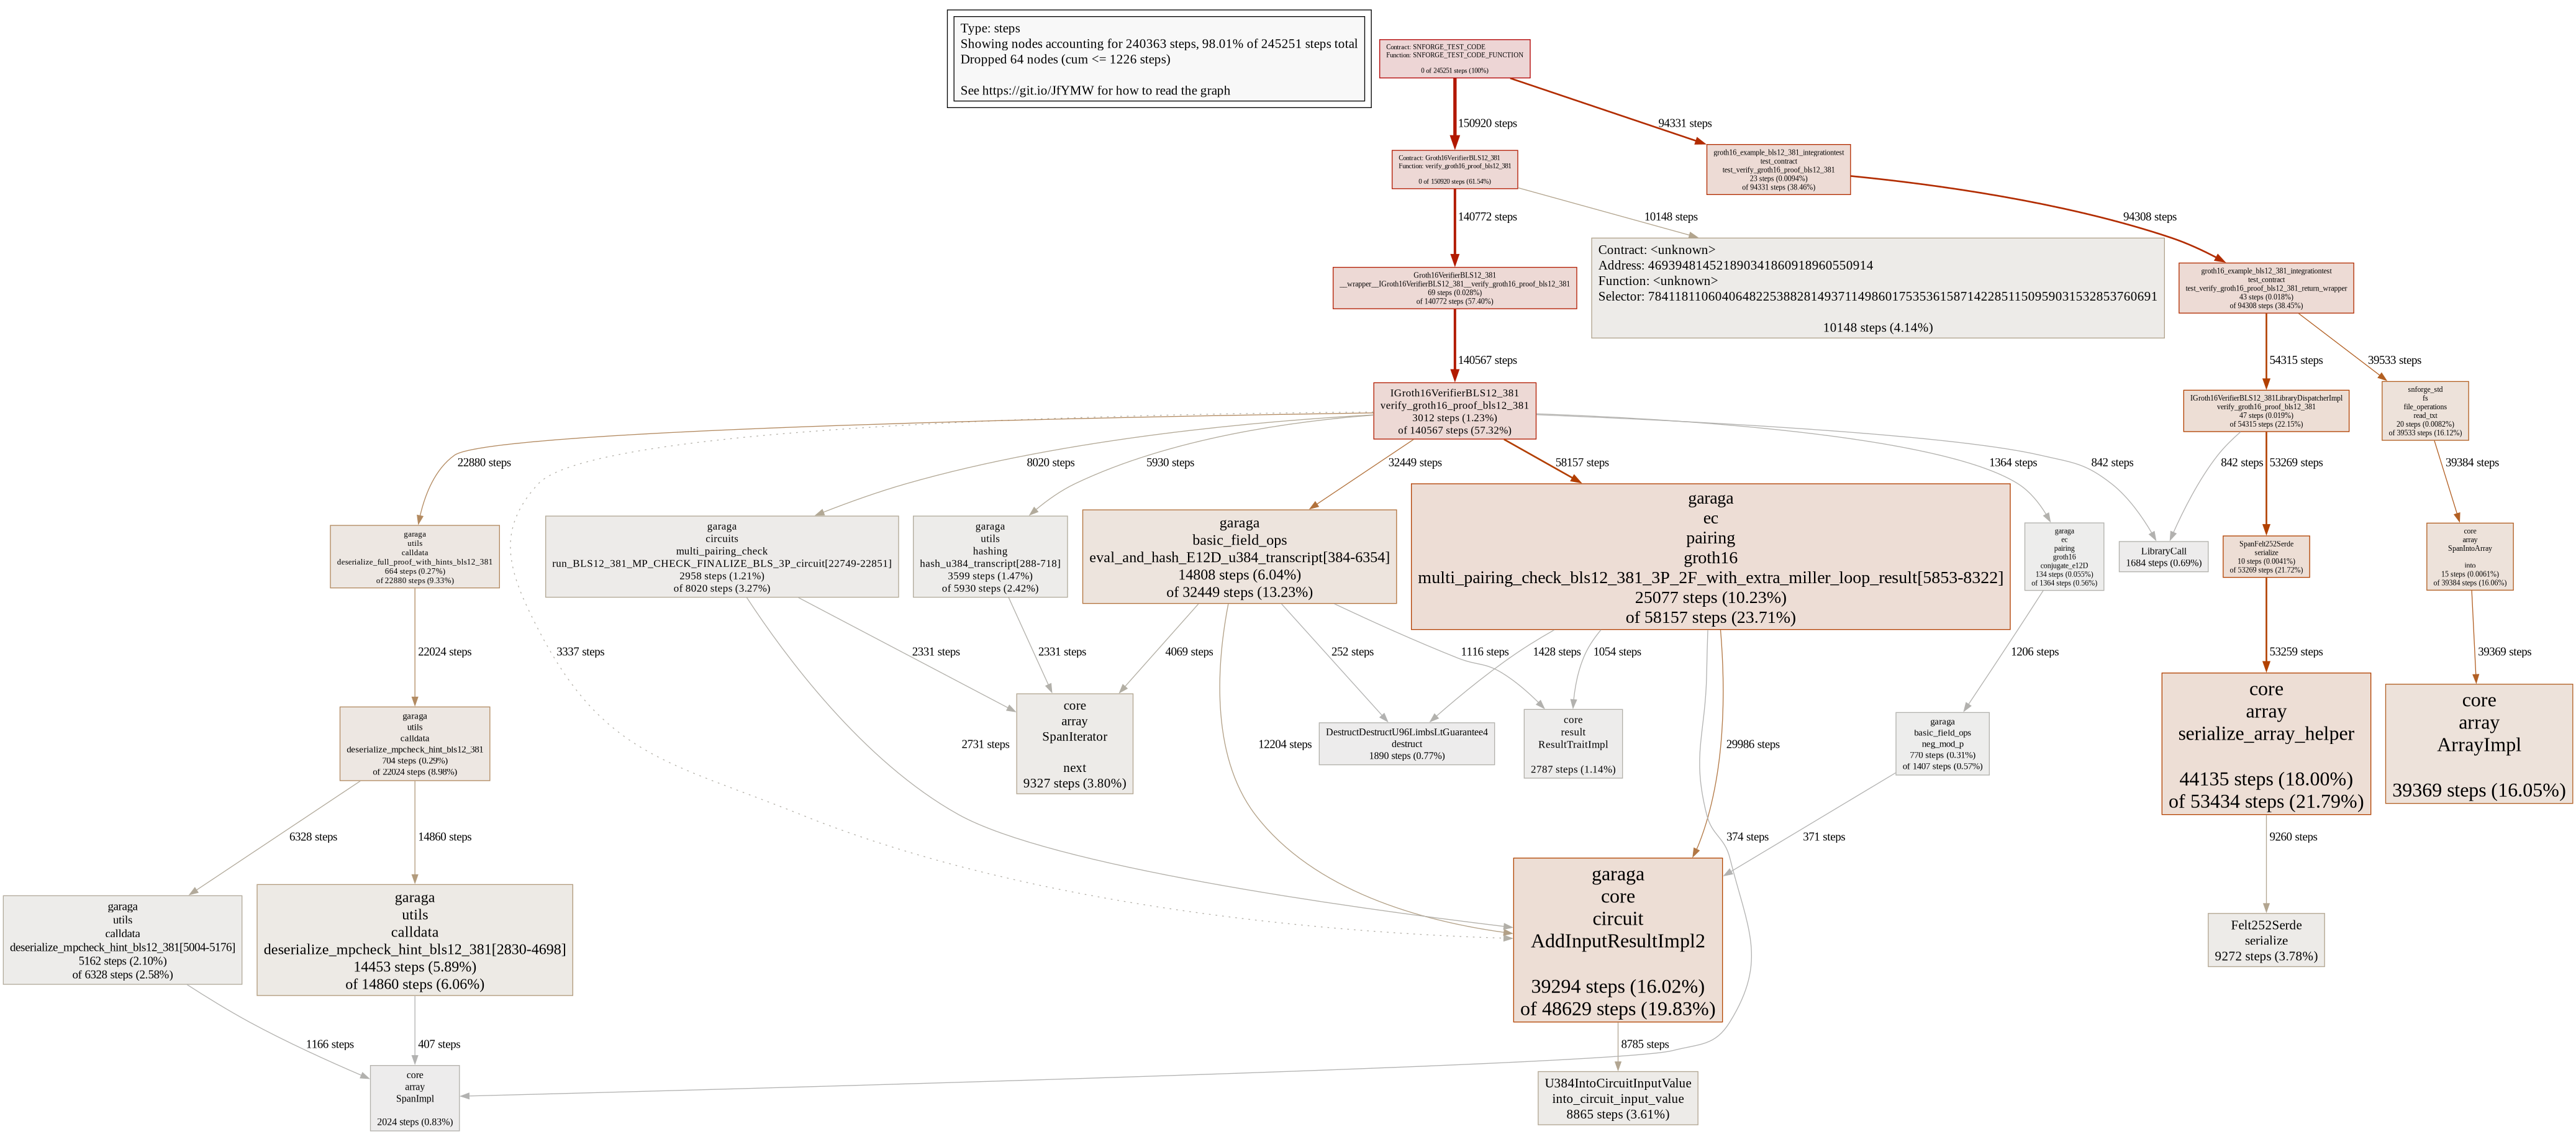 Type: steps
Showing nodes accounting for 240363 steps, 98.01% of 245251 steps total
Dropped 64 nodes (cum <= 1226 steps)
See https://git.io/JfYMW for how to read the graph
Contract: SNFORGE_TEST_CODE
Function: SNFORGE_TEST_CODE_FUNCTION
0 of 245251 steps (100%)
150920 steps
94331 steps
Contract: Groth16VerifierBLS12_381
Function: verify_groth16_proof_bls12_381
0 of 150920 steps (61.54%)
groth16_example_bls12_381_integrationtest
test_contract
test_verify_groth16_proof_bls12_381
23 steps (0.0094%)
of 94331 steps (38.46%)
140772 steps
10148 steps
94308 steps
Groth16VerifierBLS12_381
__wrapper__IGroth16VerifierBLS12_381__verify_groth16_proof_bls12_381
69 steps (0.028%)
of 140772 steps (57.40%)
Contract: <unknown>
Address: 469394814521890341860918960550914
Function: <unknown>
Selector: 784118110604064822538828149371149860175353615871422851150959031532853760691
10148 steps (4.14%)
groth16_example_bls12_381_integrationtest
test_contract
test_verify_groth16_proof_bls12_381_return_wrapper
43 steps (0.018%)
of 94308 steps (38.45%)
140567 steps
54315 steps
39533 steps
IGroth16VerifierBLS12_381
verify_groth16_proof_bls12_381
3012 steps (1.23%)
of 140567 steps (57.32%)
IGroth16VerifierBLS12_381LibraryDispatcherImpl
verify_groth16_proof_bls12_381
47 steps (0.019%)
of 54315 steps (22.15%)
snforge_std
fs
file_operations
read_txt
20 steps (0.0082%)
of 39533 steps (16.12%)
22880 steps
8020 steps
5930 steps
32449 steps
58157 steps
1364 steps
842 steps
842 steps
53269 steps
39384 steps
garaga
utils
calldata
deserialize_full_proof_with_hints_bls12_381
664 steps (0.27%)
of 22880 steps (9.33%)
garaga
circuits
multi_pairing_check
run_BLS12_381_MP_CHECK_FINALIZE_BLS_3P_circuit[22749-22851]
2958 steps (1.21%)
of 8020 steps (3.27%)
garaga
utils
hashing
hash_u384_transcript[288-718]
3599 steps (1.47%)
of 5930 steps (2.42%)
garaga
basic_field_ops
eval_and_hash_E12D_u384_transcript[384-6354]
14808 steps (6.04%)
of 32449 steps (13.23%)
garaga
ec
pairing
groth16
multi_pairing_check_bls12_381_3P_2F_with_extra_miller_loop_result[5853-8322]
25077 steps (10.23%)
of 58157 steps (23.71%)
garaga
ec
pairing
groth16
conjugate_e12D
134 steps (0.055%)
of 1364 steps (0.56%)
LibraryCall
1684 steps (0.69%)
SpanFelt252Serde
serialize
10 steps (0.0041%)
of 53269 steps (21.72%)
core
array
SpanIntoArray
into
15 steps (0.0061%)
of 39384 steps (16.06%)
22024 steps
3337 steps
2331 steps
2331 steps
4069 steps
252 steps
1116 steps
1428 steps
1054 steps
1206 steps
53259 steps
39369 steps
garaga
utils
calldata
deserialize_mpcheck_hint_bls12_381
704 steps (0.29%)
of 22024 steps (8.98%)
2731 steps
core
array
SpanIterator
next
9327 steps (3.80%)
12204 steps
DestructDestructU96LimbsLtGuarantee4
destruct
1890 steps (0.77%)
core
result
ResultTraitImpl
2787 steps (1.14%)
29986 steps
garaga
basic_field_ops
neg_mod_p
770 steps (0.31%)
of 1407 steps (0.57%)
core
array
serialize_array_helper
44135 steps (18.00%)
of 53434 steps (21.79%)
core
array
ArrayImpl
39369 steps (16.05%)
6328 steps
14860 steps
374 steps
371 steps
9260 steps
garaga
utils
calldata
deserialize_mpcheck_hint_bls12_381[5004-5176]
5162 steps (2.10%)
of 6328 steps (2.58%)
garaga
utils
calldata
deserialize_mpcheck_hint_bls12_381[2830-4698]
14453 steps (5.89%)
of 14860 steps (6.06%)
garaga
core
circuit
AddInputResultImpl2
39294 steps (16.02%)
of 48629 steps (19.83%)
Felt252Serde
serialize
9272 steps (3.78%)
1166 steps
407 steps
8785 steps
core
array
SpanImpl
2024 steps (0.83%)
U384IntoCircuitInputValue
into_circuit_input_value
8865 steps (3.61%)